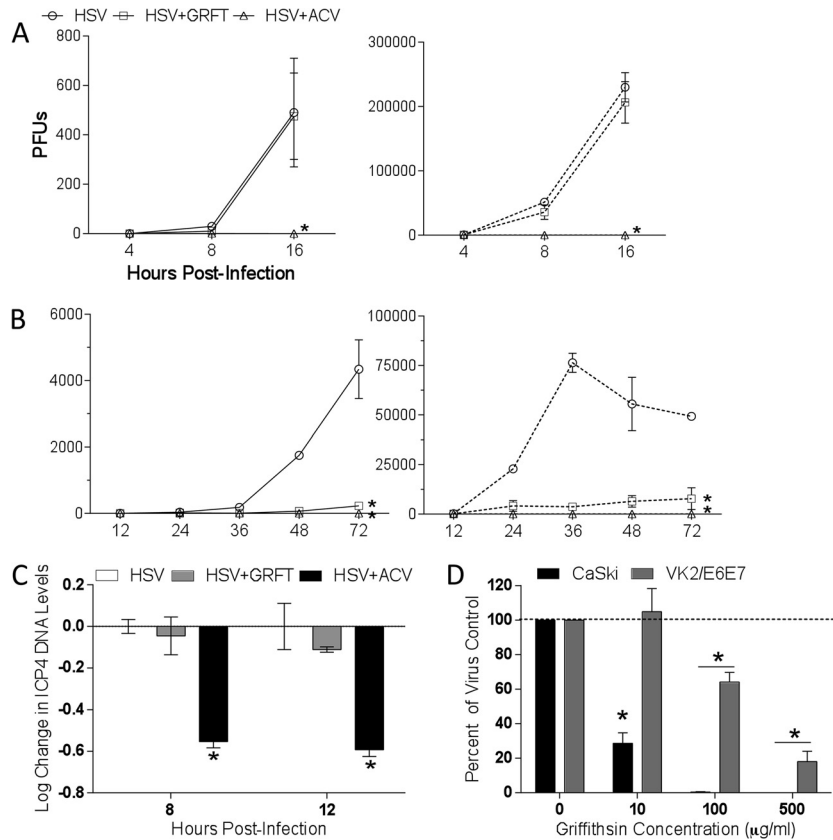 HSV HSV+GRFT HSV+ACV
A
PFUs
800
600
400
200
0
4 8 16
Hours Post-Infection
300000
200000
100000
0
4 8 16
*
*
B
6000
4000
2000
0
12 24 36 48 72
*
*
100000
75000
50000
25000
0
12 24 36 48 72
*
*
C
HSV HSV+GRFT HSV+ACV
Log Change in ICP4 DNA Levels
0.2
0.0
-0.2
-0.4
-0.6
-0.8
*
*
8 12
Hours Post-Infection
D
CaSki VK2/E6E7
Percent of Virus Control
120
100
80
60
40
20
0
*
*
*
0 10 100 500
Griffithsin Concentration (μg/ml)